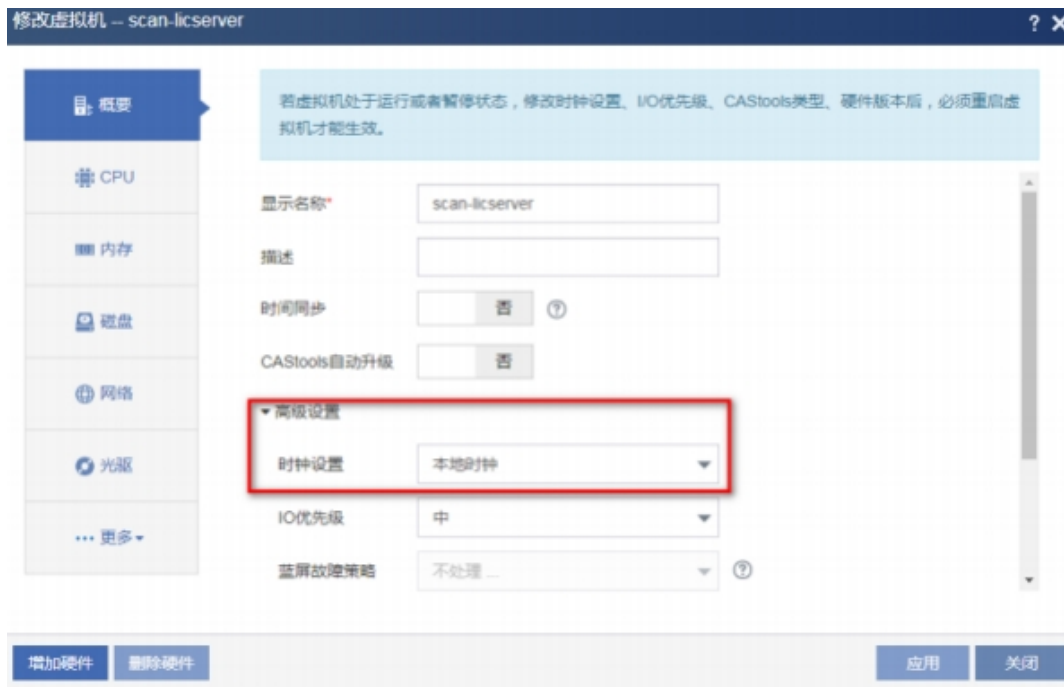 修改虚拟机 -- scan-licserver
? X
概要
若虚拟机处于运行或者暂停状态，修改时钟设置、I/O优先级、CAStools类型、硬件版本后，必须重启虚
拟机才能生效。
CPU
显示名称* scan-licserver
内存
描述
时间同步 否 ?
磁盘
CAStools自动升级 否
网络
高级设置
光驱
时钟设置 本地时钟
IO优先级 中
更多
蓝屏故障策略 不处理 ... ?
增加硬件 删除硬件 应用 关闭